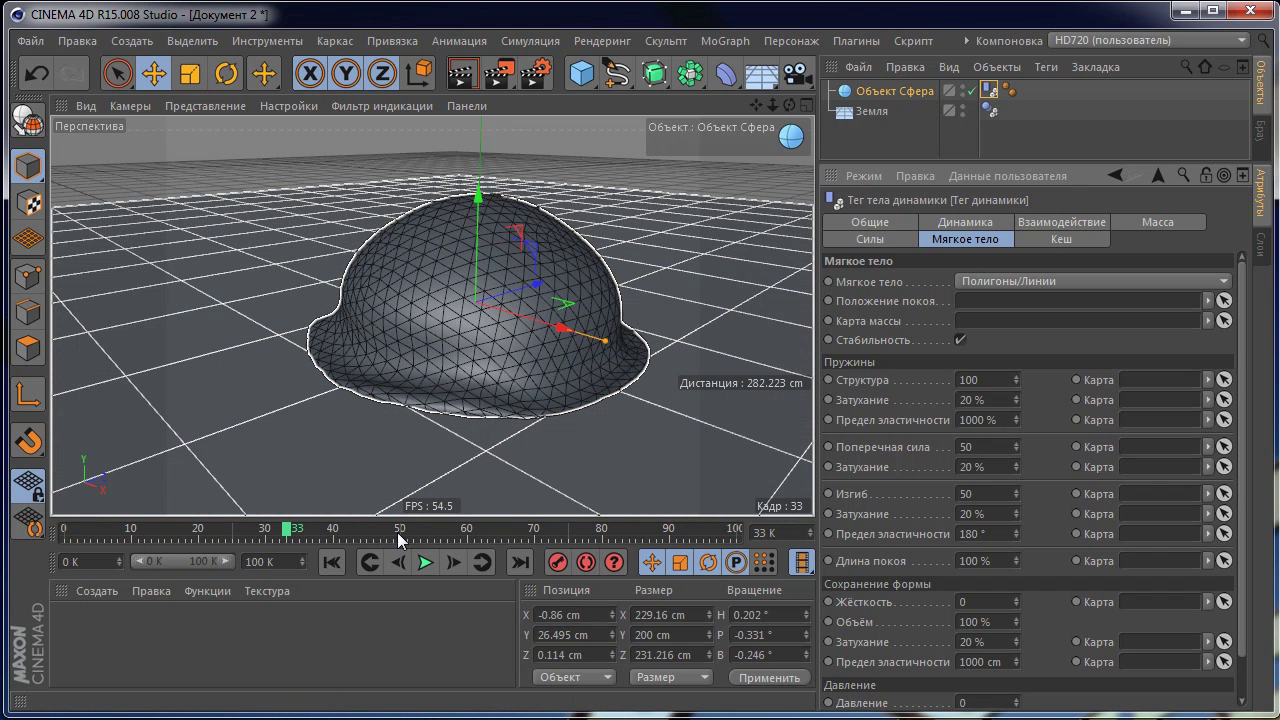 CINEMA 4D R15.008 Studio - [Документ 2 *]
Файл Правка Создать Выделить Инструменты Каркас Привязка Анимация Симуляция Рендеринг Скульпт MoGraph Персонаж Плагины Скрипт Компоновка HD720 (пользователь)
X Y Z
Файл Правка Вид Объекты Теги Закладка
Объект Сфера
Земля
Вид Камеры Представление Настройки Фильтр индикации Панели
Перспектива
Объект : Объект Сфера
Дистанция : 282.223 cm
FPS : 54.5
Кадр : 33
Y
X
Объекты
Брау
Атрибуты
Слои
Режим Правка Данные пользователя
Тег тела динамики [Тег динамики]
Общие Динамика Взаимодействие Масса
Силы Мягкое тело Кеш
Мягкое тело
Мягкое тело Полигоны/Линии
Положение покоя
Карта массы
Стабильность
Пружины
Структура 100 Карта
Затухание 20 % Карта
Предел эластичности 1000 % Карта
Поперечная сила 50 Карта
Затухание 20 % Карта
Изгиб 50 Карта
Затухание 20 % Карта
Предел эластичности 180 ° Карта
Длина покоя 100 % Карта
Сохранение формы
Жёсткость 0 Карта
Объём 100 %
Затухание 20 % Карта
Предел эластичности 1000 cm Карта
Давление
Давление 0
0 10 20 30 33 40 50 60 70 80 90 100
33 K
0 K 0 K 100 K 100 K
P
Создать Правка Функции Текстура
Позиция Размер Вращение
X -0.86 cm X 229.16 cm H 0.202 °
Y 26.495 cm Y 200 cm P -0.331 °
Z 0.114 cm Z 231.216 cm B -0.246 °
Объект Размер Применить
MAXON
CINEMA 4D